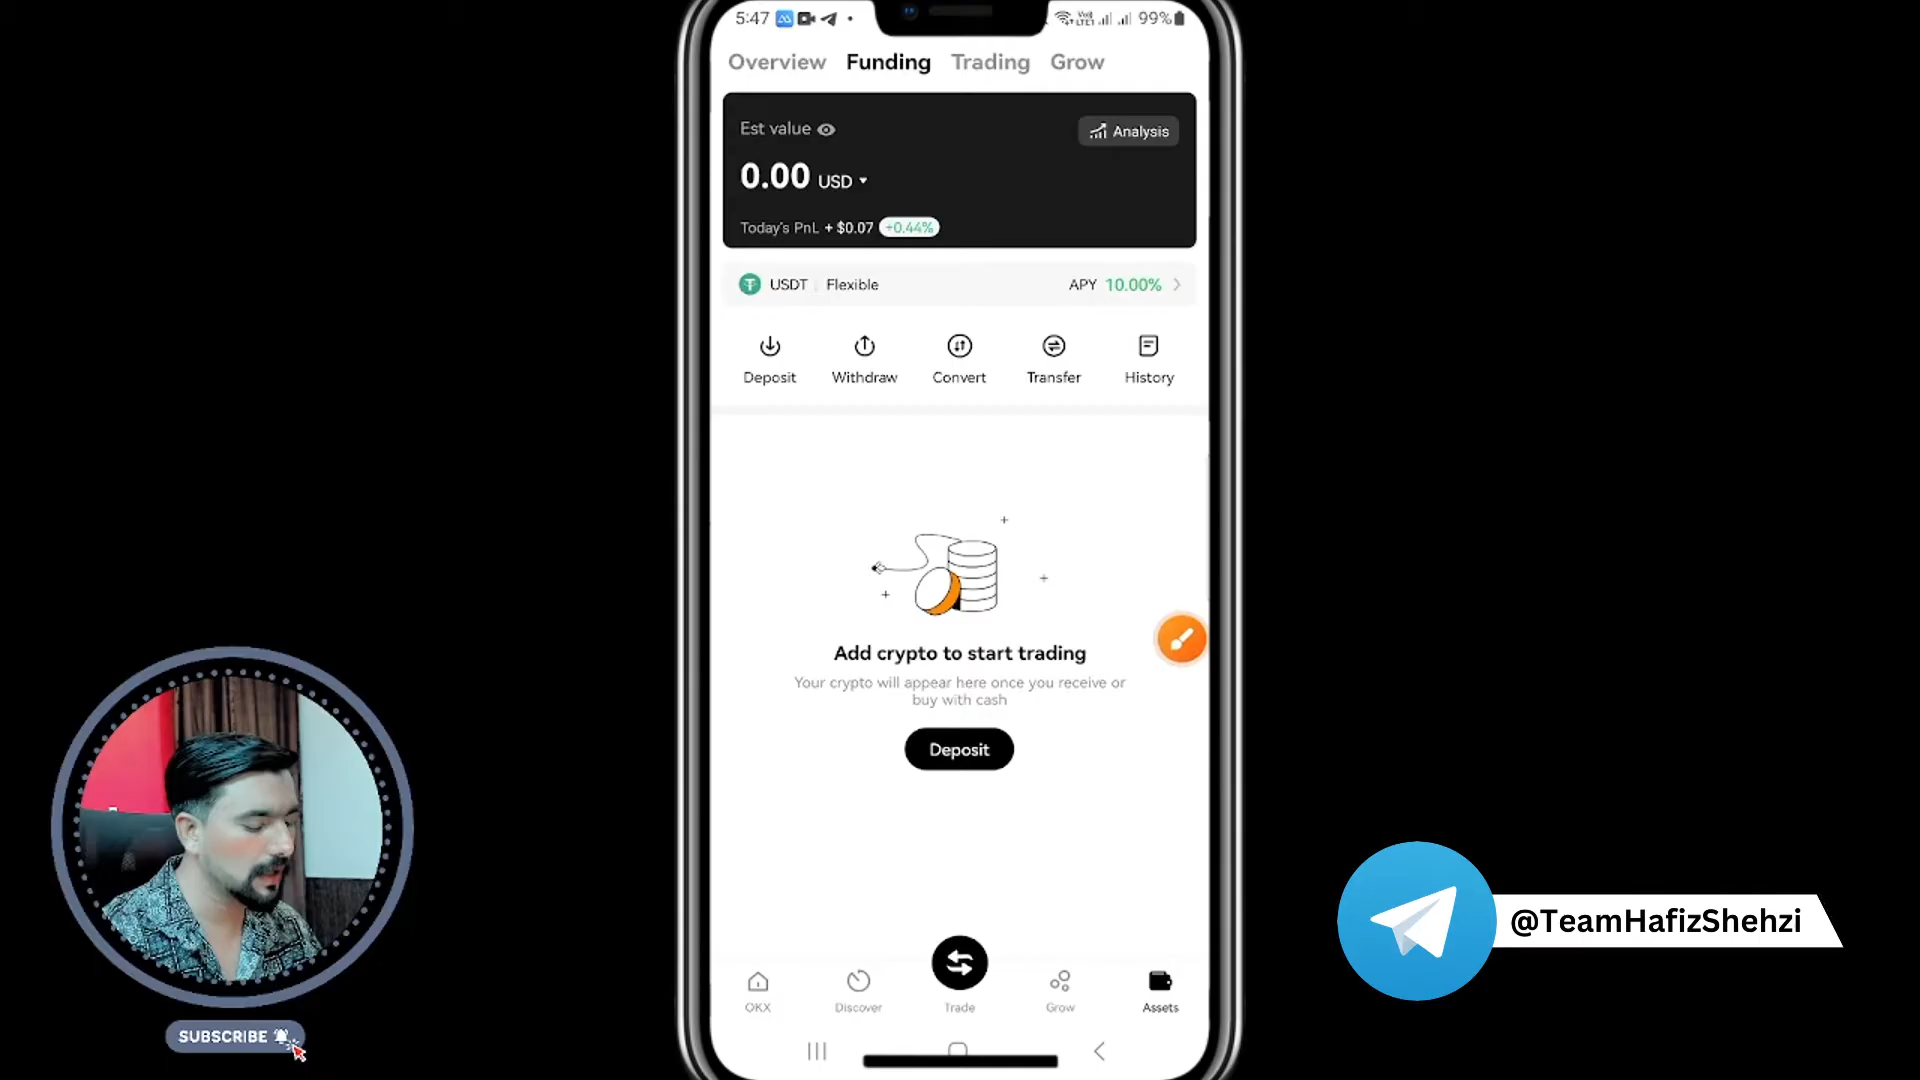 5:47
99%
Overview Funding Trading Grow
Est value
Analysis
0.00 USD
Today's PnL + $0.07 +0.44%
USDT Flexible APY 10.00%
Deposit Withdraw Convert Transfer History
Add crypto to start trading
Your crypto will appear here once you receive or
buy with cash
Deposit
@TeamHafizShehzi
OKX Discover Trade Grow Assets
SUBSCRIBE